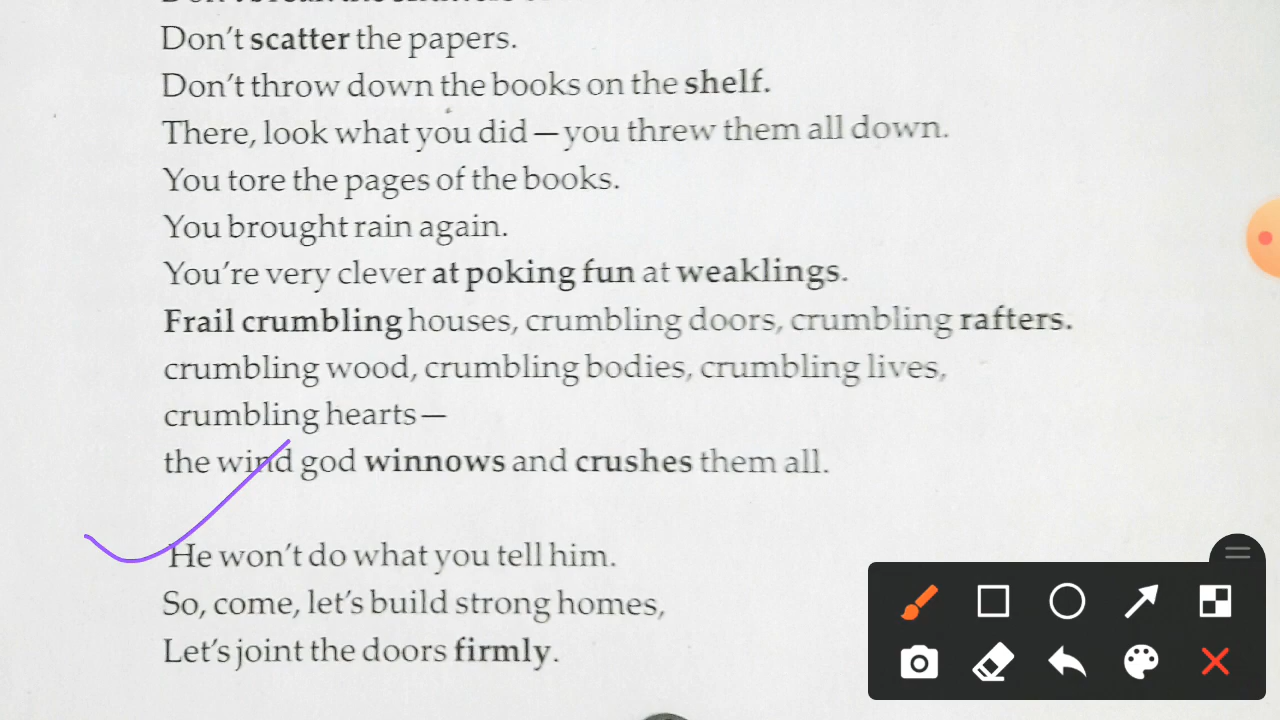 Don't scatter the papers.
Don't throw down the books on the shelf.
There, look what you did — you threw them all down.
You tore the pages of the books.
You brought rain again.
You're very clever at poking fun at weaklings.
Frail crumbling houses, crumbling doors, crumbling rafters.
crumbling wood, crumbling bodies, crumbling lives,
crumbling hearts —
the wind god winnows and crushes them all.
He won't do what you tell him.
So, come, let's build strong homes,
Let's joint the doors firmly.